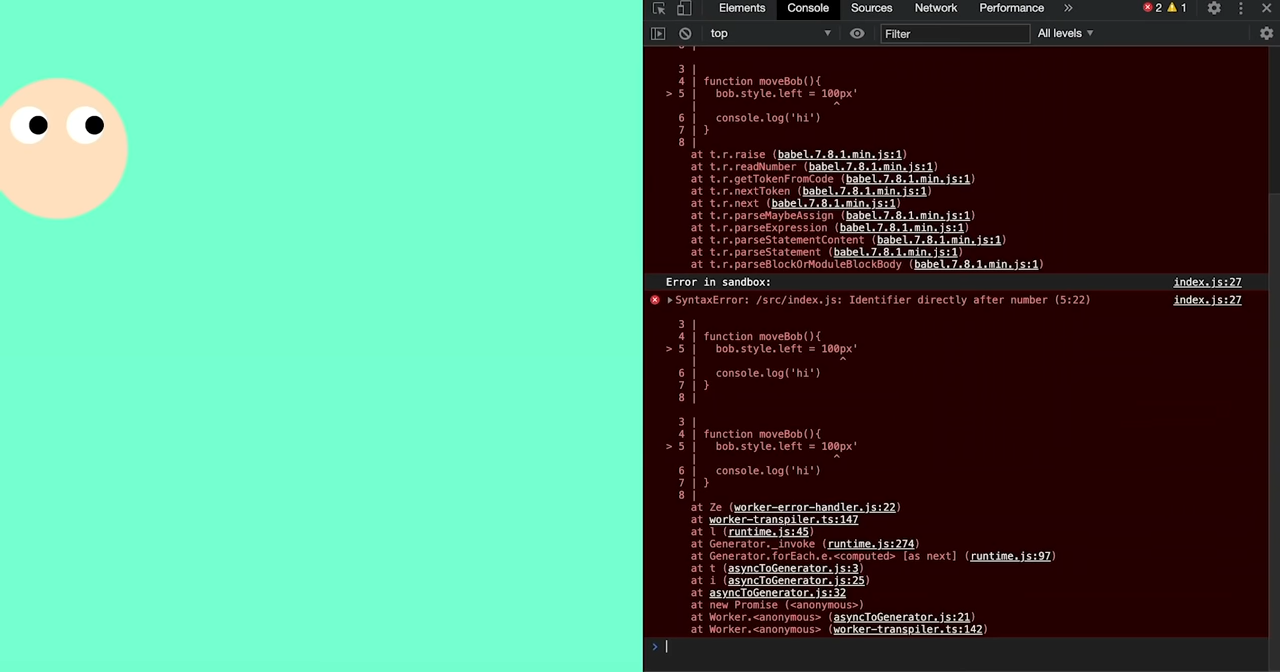 Elements Console Sources Network Performance » 2 1
top Filter All levels
3 |
4 | function moveBob(){
> 5 | bob.style.left = 100px'
| ^
6 | console.log('hi')
7 | }
8 |
at t.r.raise (babel.7.8.1.min.js:1)
at t.r.readNumber (babel.7.8.1.min.js:1)
at t.r.getTokenFromCode (babel.7.8.1.min.js:1)
at t.r.nextToken (babel.7.8.1.min.js:1)
at t.r.next (babel.7.8.1.min.js:1)
at t.r.parseMaybeAssign (babel.7.8.1.min.js:1)
at t.r.parseExpression (babel.7.8.1.min.js:1)
at t.r.parseStatementContent (babel.7.8.1.min.js:1)
at t.r.parseStatement (babel.7.8.1.min.js:1)
at t.r.parseBlockOrModuleBlockBody (babel.7.8.1.min.js:1)
Error in sandbox: index.js:27
SyntaxError: /src/index.js: Identifier directly after number (5:22) index.js:27
3 |
4 | function moveBob(){
> 5 | bob.style.left = 100px'
| ^
6 | console.log('hi')
7 | }
8 |
3 |
4 | function moveBob(){
> 5 | bob.style.left = 100px'
| ^
6 | console.log('hi')
7 | }
8 |
at Ze (worker-error-handler.js:22)
at worker-transpiler.ts:147
at l (runtime.js:45)
at Generator._invoke (runtime.js:274)
at Generator.forEach.e.<computed> [as next] (runtime.js:97)
at t (asyncToGenerator.js:3)
at i (asyncToGenerator.js:25)
at asyncToGenerator.js:32
at new Promise (<anonymous>)
at Worker.<anonymous> (asyncToGenerator.js:21)
at Worker.<anonymous> (worker-transpiler.ts:142)
>